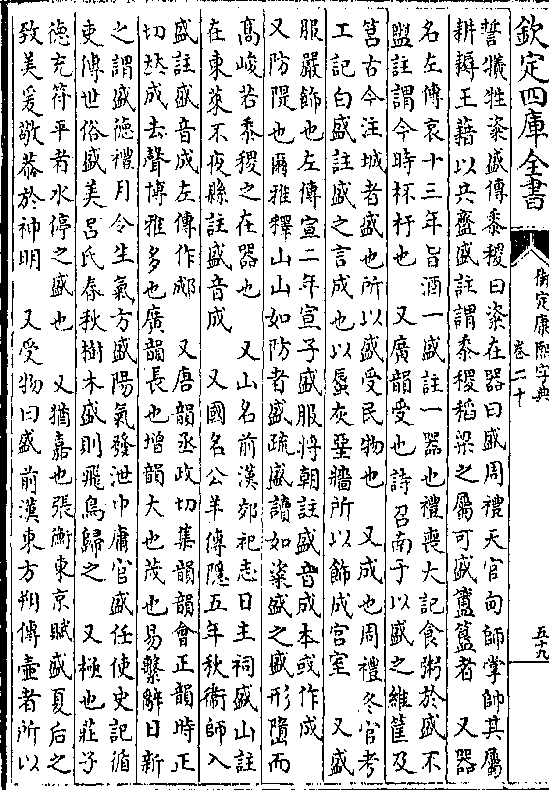 欽定四庫全書
御定康熙字典
卷二十
五十九
誓犧牲粢盛傳黍稷曰粢在器曰盛周禮天官甸師掌帥其屬
耕耨王藉以共齍盛註謂黍稷稻粱之屬可盛簠簋者　又器
名左傳哀十三年旨酒一盛註一器也禮喪大記食粥於盛不
盥註謂今時杯杅也　又廣韻受也詩召南于以盛之維筐及
筥古今注城者盛也所以盛受民物也　又成也周禮冬官考
工記白盛註盛之言成也以蜃灰堊牆所以飾成宫室　又盛
服嚴飾也左傳宣二年宣子盛服將朝註盛音成本或作成
又防隄也爾雅釋山山如防者盛疏盛讀如粢盛之盛形墮而
高峻若黍稷之在器也　又山名前漢郊祀志日主祠盛山註
在東萊不夜縣註盛音成　又國名公羊傳隱五年秋衞師入
盛註盛音成左傳作郕　又唐韻丞政切集韻韻會正韻時正
切𠀤成去聲博雅多也廣韻長也增韻大也茂也易繫辭日新
之謂盛德禮月令生氣方盛陽氣發泄中庸官盛任使史記循
吏傳世俗盛美吕氏春秋樹木盛則飛鳥歸之　又極也莊子
德充符平者水停之盛也　又猶嘉也張衡東京賦盛夏后之
致美爰敬恭於神明　又受物曰盛前漢東方朔傳壷者所以